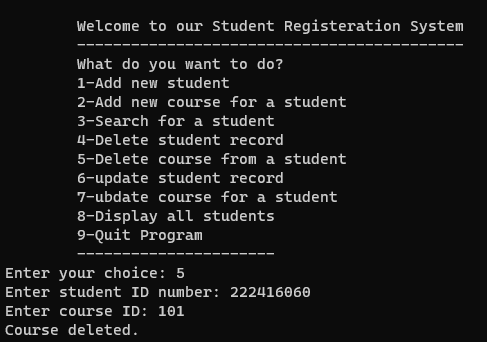 Welcome to our Student Registeration System
-------------------------------------------
What do you want to do?
1-Add new student
2-Add new course for a student
3-Search for a student
4-Delete student record
5-Delete course from a student
6-update student record
7-ubdate course for a student
8-Display all students
9-Quit Program
----------------------
Enter your choice: 5
Enter student ID number: 222416060
Enter course ID: 101
Course deleted.